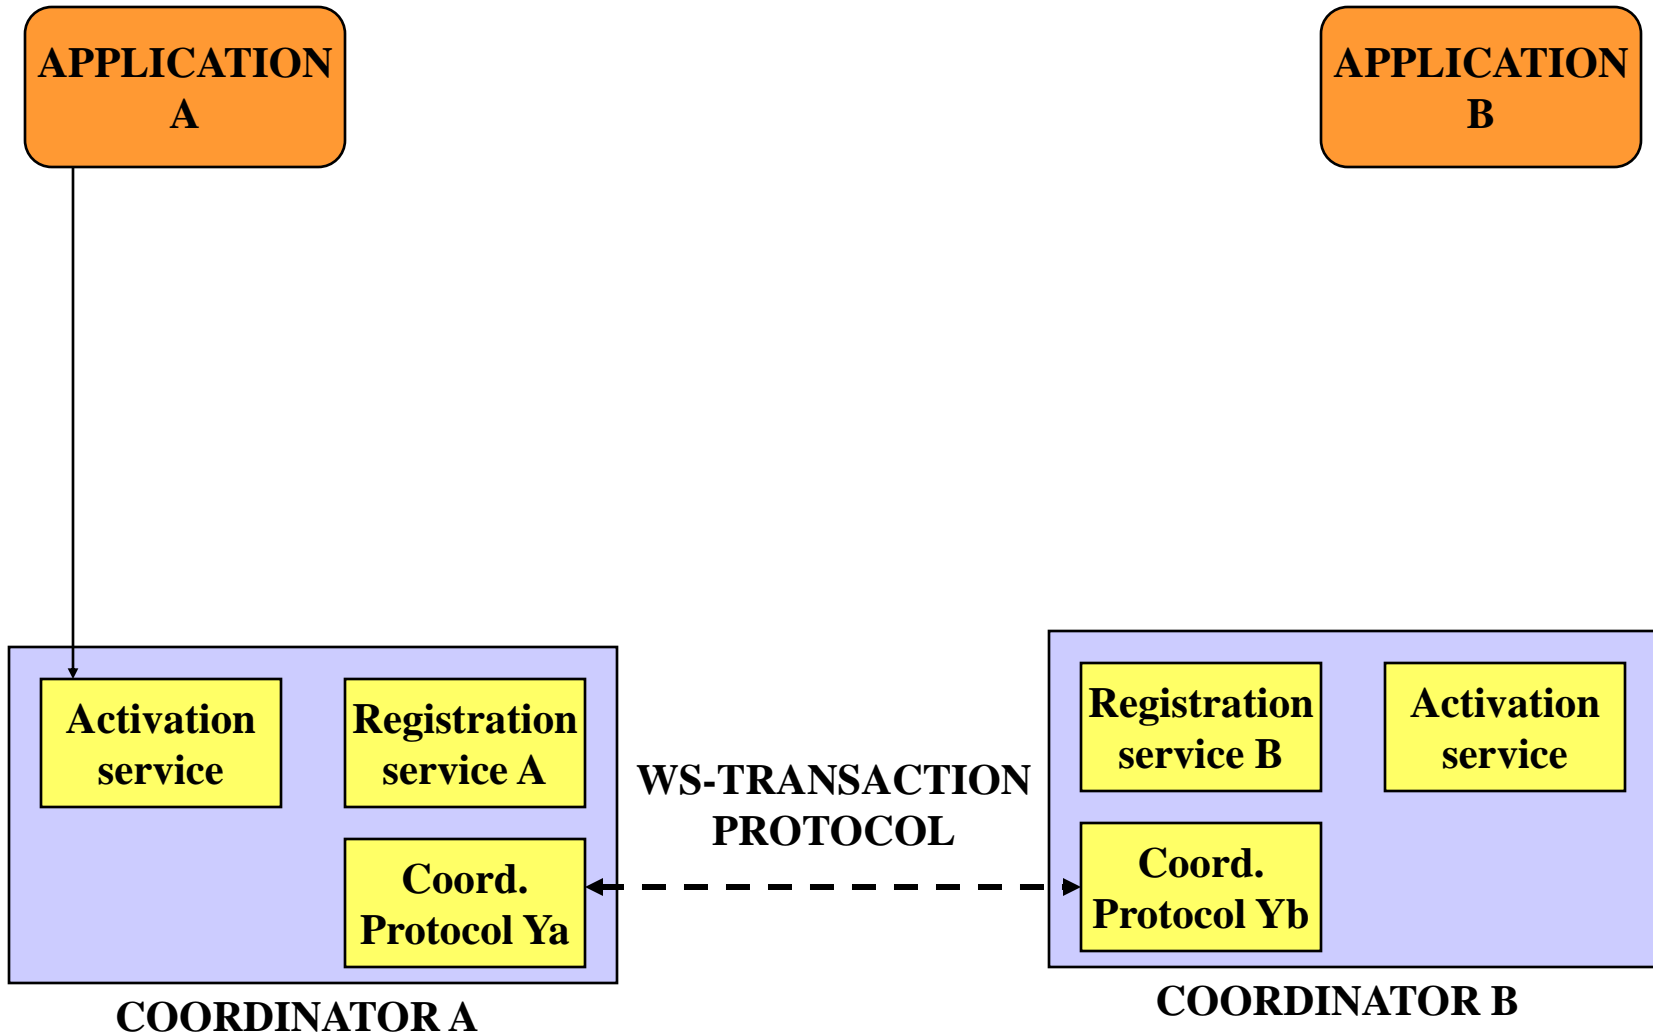 APPLICATION
A
APPLICATION
B
Activation
service
Registration
service A
Coord.
Protocol Ya
COORDINATOR A
WS-TRANSACTION
PROTOCOL
Registration
service B
Activation
service
Coord.
Protocol Yb
COORDINATOR B